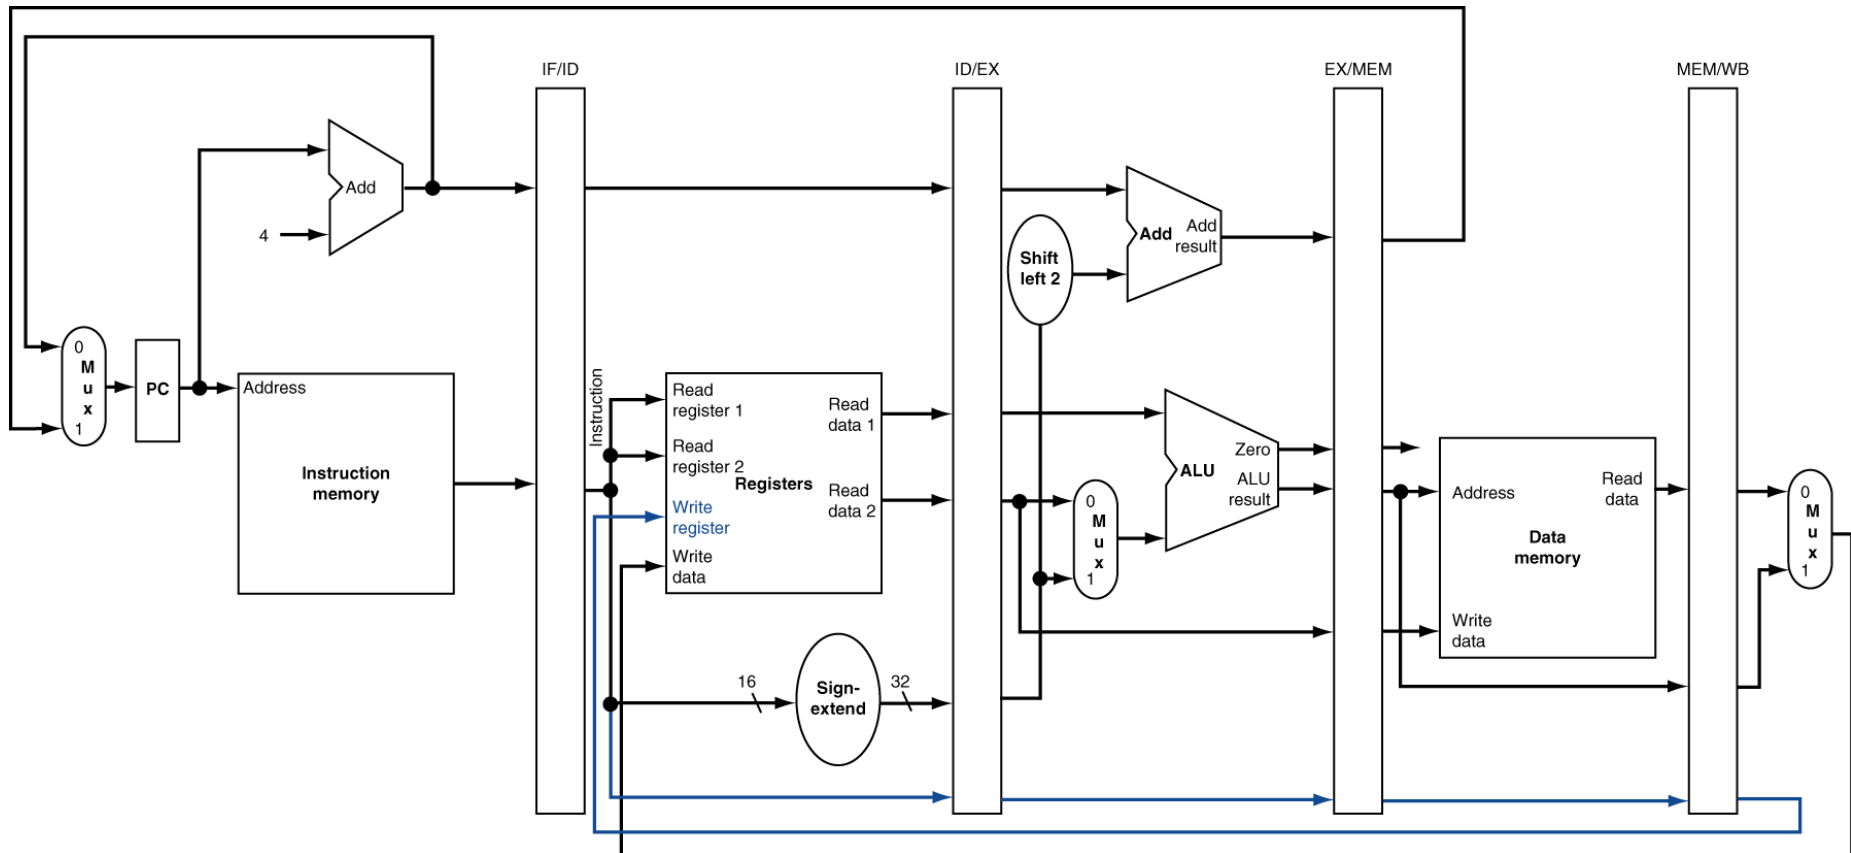 IF/ID
ID/EX
EX/MEM
MEM/WB
Add
4
Add
Add
result
Shift
left 2
0
M
u
x
1
PC
Address
Instruction
memory
Instruction
Read
register 1
Read
register 2
Write
register
Write
data
Registers
Read
data 1
Read
data 2
16
Sign-
extend
32
0
M
u
x
1
ALU
Zero
ALU
result
Address
Read
data
Data
memory
Write
data
0
M
u
x
1